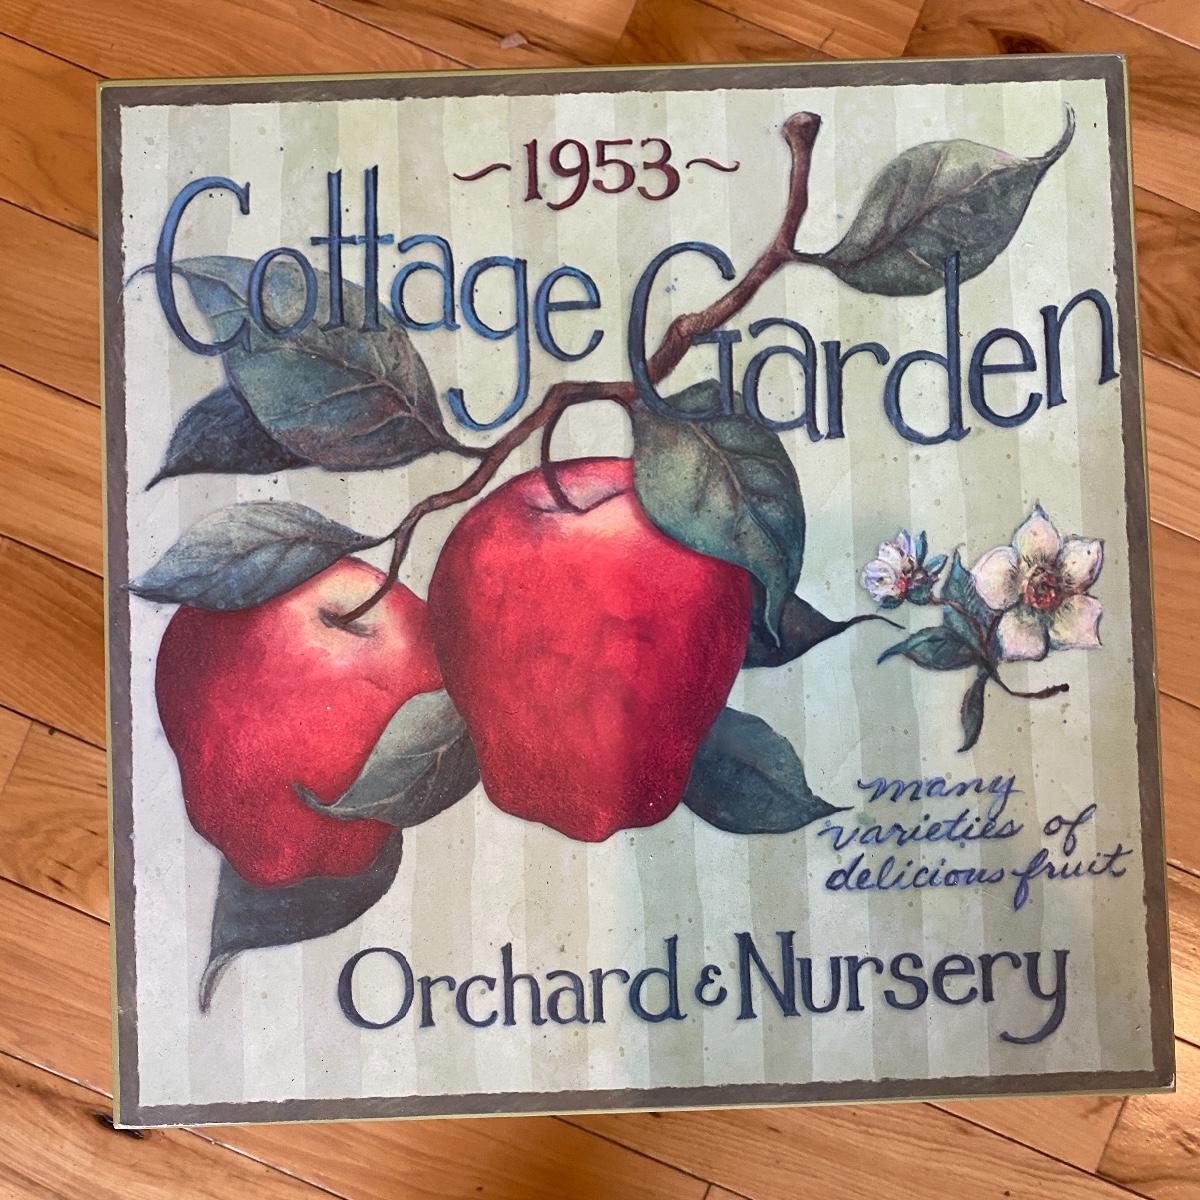 ~1953~
Cottage Garden
many
varieties of
delicious fruit
Orchard & Nursery